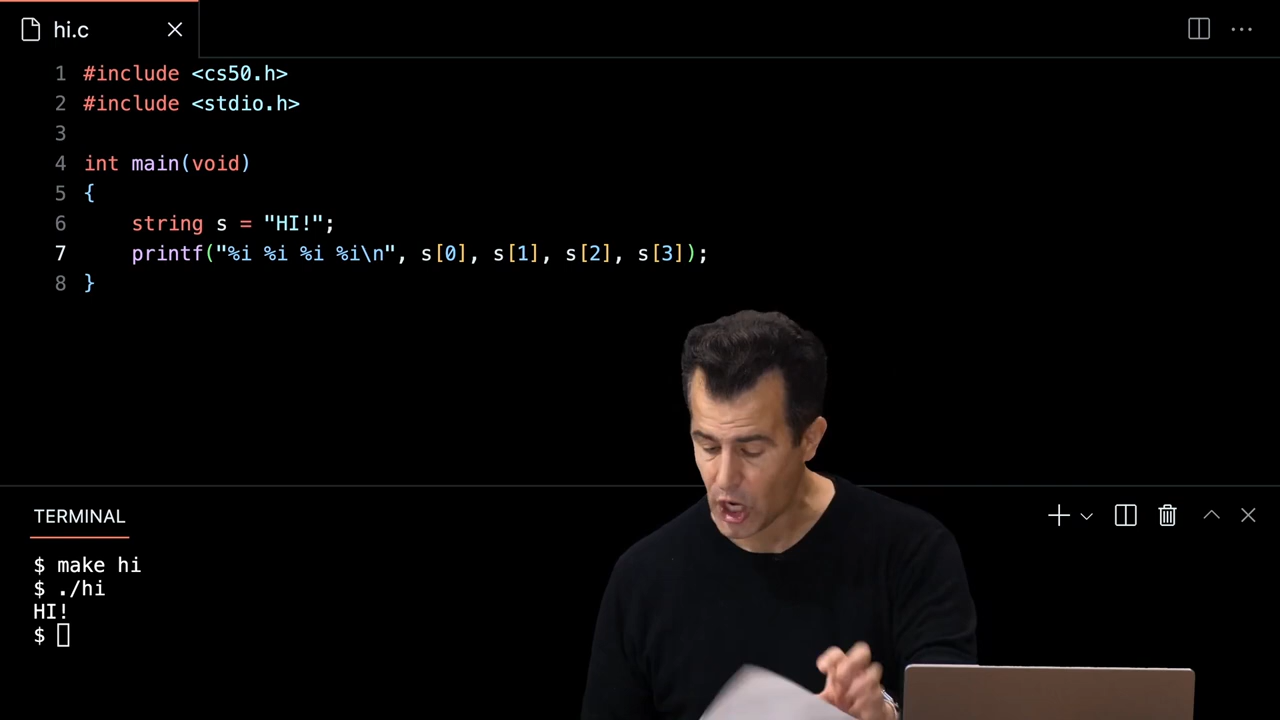 hi.c
1 #include <cs50.h>
2 #include <stdio.h>
3
4 int main(void)
5 {
6     string s = "HI!";
7     printf("%i %i %i %i\n", s[0], s[1], s[2], s[3]);
8 }
TERMINAL
$ make hi
$ ./hi
HI!
$